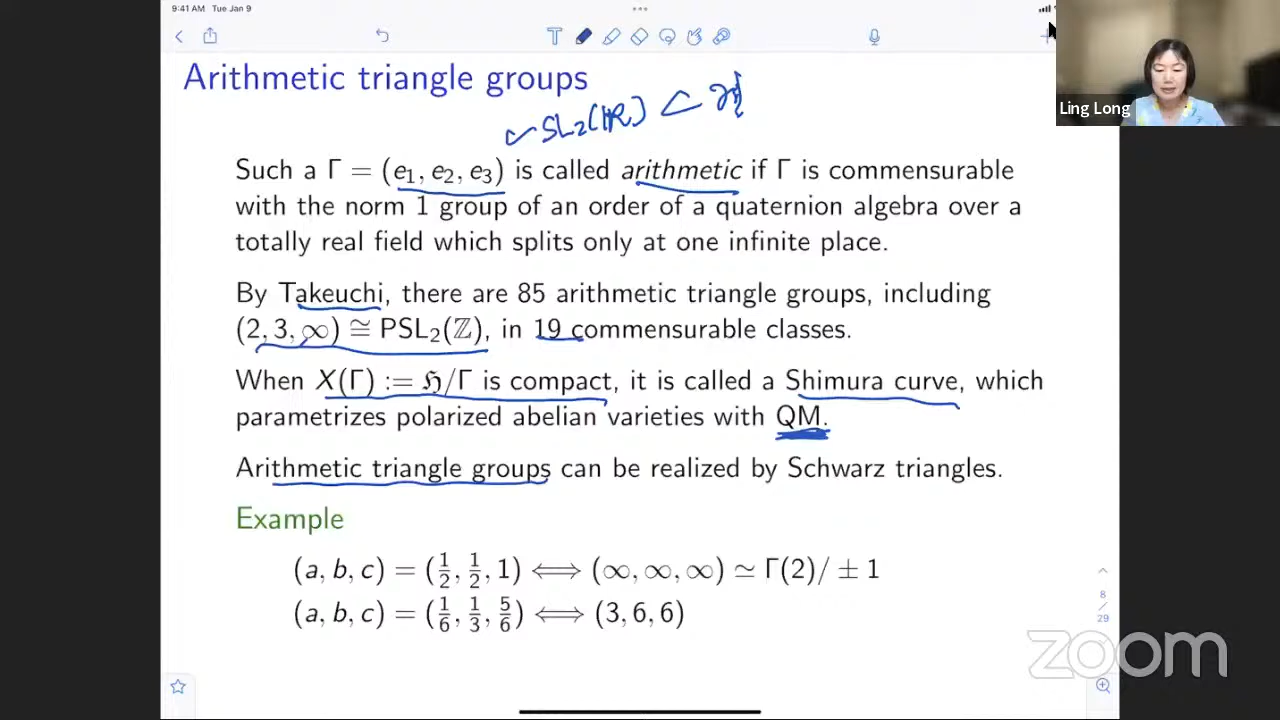 9:41 AM Tue Jan 9
Arithmetic triangle groups
SL₂(ℝ)
Ling Long
Such a Γ = (e₁, e₂, e₃) is called arithmetic if Γ is commensurable
with the norm 1 group of an order of a quaternion algebra over a
totally real field which splits only at one infinite place.
By Takeuchi, there are 85 arithmetic triangle groups, including
(2, 3, ∞) ≅ PSL₂(ℤ), in 19 commensurable classes.
When X(Γ) := ℌ/Γ is compact, it is called a Shimura curve, which
parametrizes polarized abelian varieties with QM.
Arithmetic triangle groups can be realized by Schwarz triangles.
Example
(a, b, c) = (1/2, 1/2, 1) ⟺ (∞, ∞, ∞) ≃ Γ(2)/ ± 1
(a, b, c) = (1/6, 1/3, 5/6) ⟺ (3, 6, 6)
8
/
29
zoom